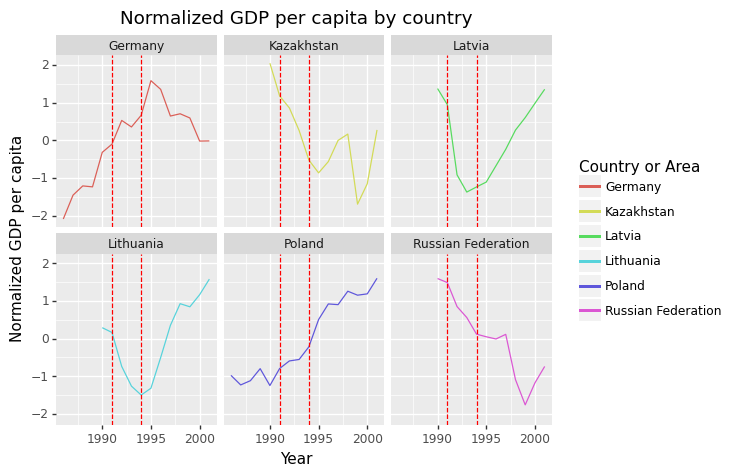 Normalized GDP per capita by country
Germany
Kazakhstan
Latvia
2
1
0
−1
−2
Lithuania
Poland
Russian Federation
2
1
0
−1
−2
Normalized GDP per capita
1990
1995
2000
1990
1995
2000
1990
1995
2000
Year
Country or Area
Germany
Kazakhstan
Latvia
Lithuania
Poland
Russian Federation